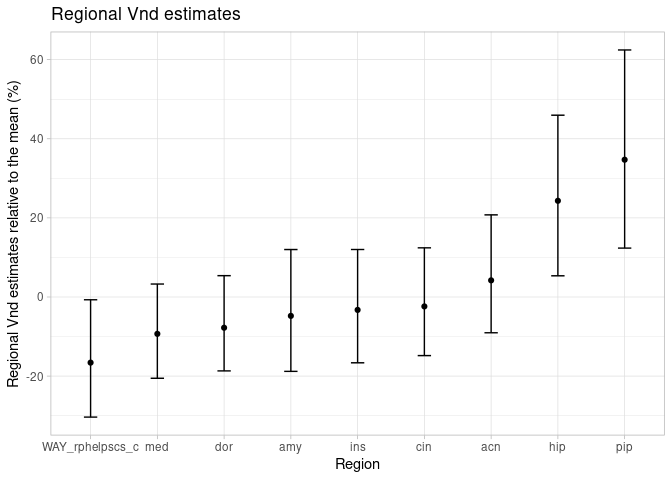 Regional Vnd estimates
Regional Vnd estimates relative to the mean (%)
60
40
20
0
-20
WAY_rphelpscs_c med dor amy ins cin acn hip pip
Region